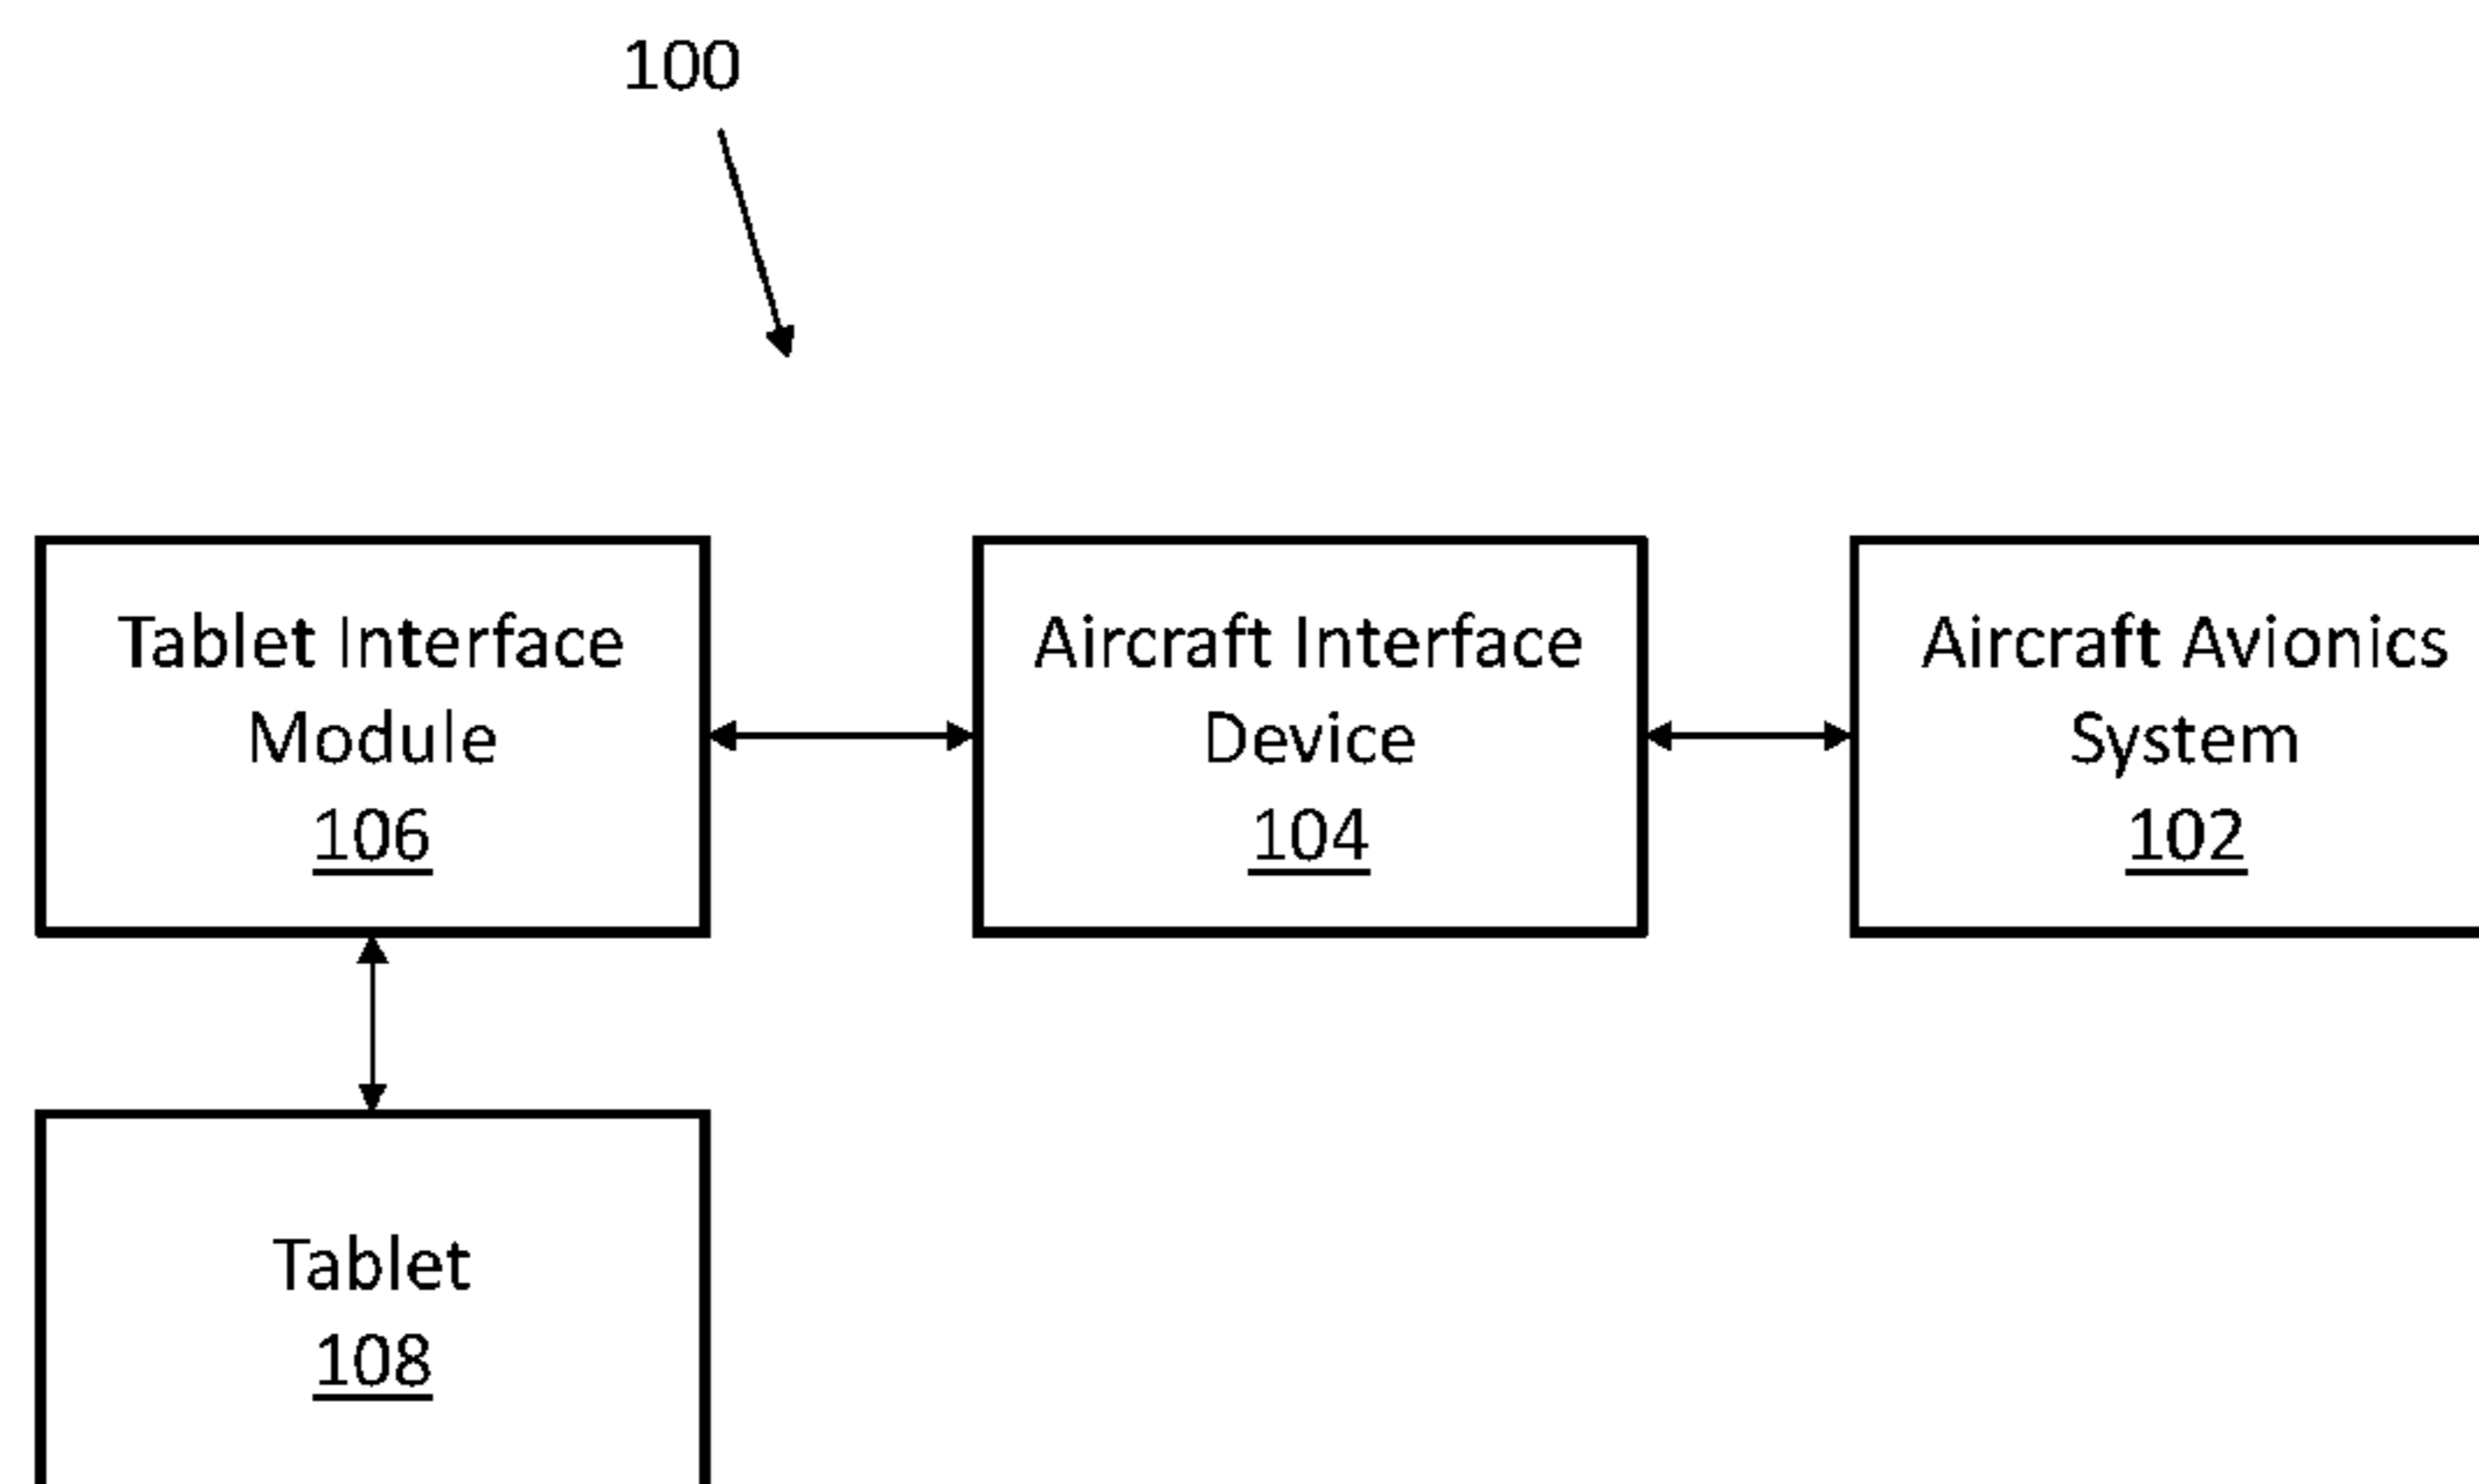 100
Tablet Interface
Module
106
Aircraft Interface
Device
104
Aircraft Avionics
System
102
Tablet
108